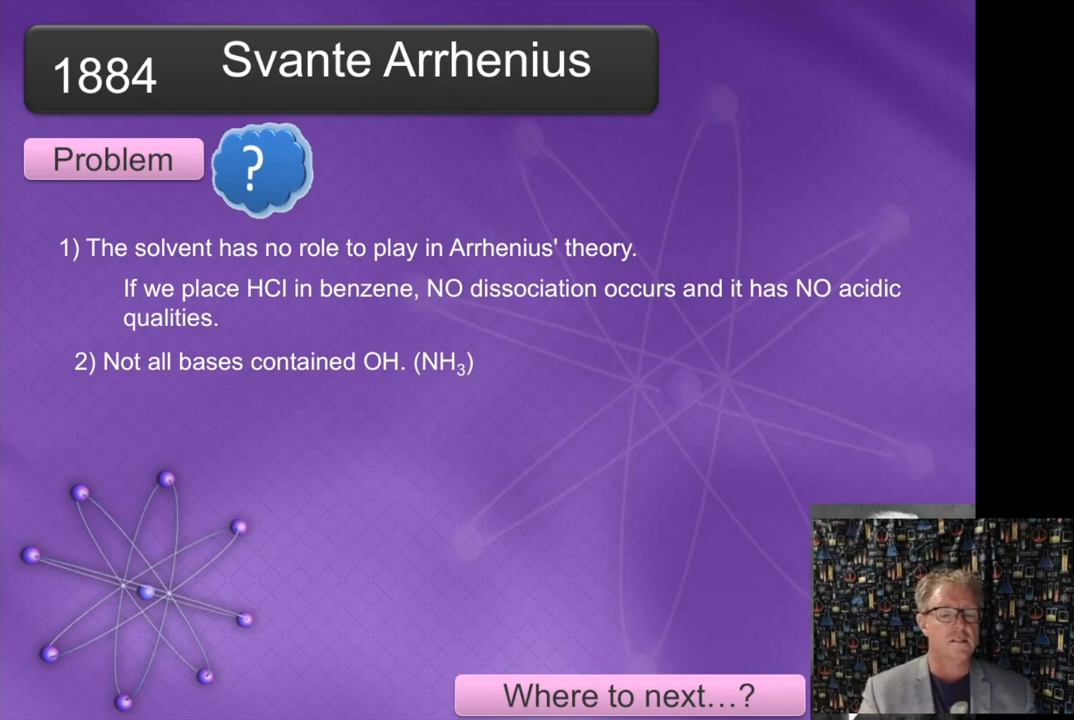 1884 Svante Arrhenius
Problem
?
1) The solvent has no role to play in Arrhenius' theory.
If we place HCl in benzene, NO dissociation occurs and it has NO acidic
qualities.
2) Not all bases contained OH. (NH₃)
Where to next...?